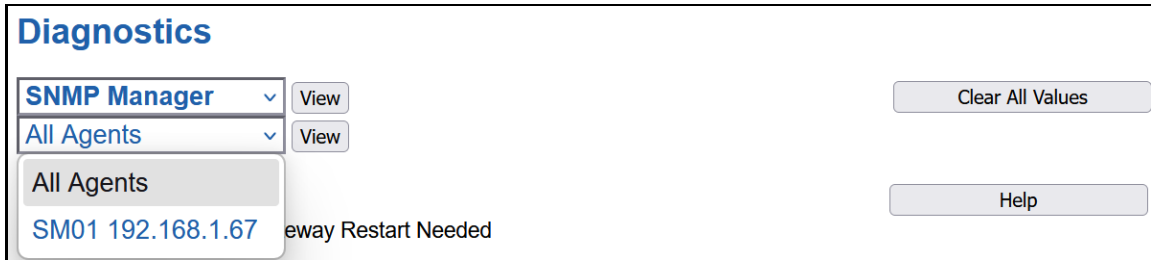 Diagnostics
SNMP Manager View Clear All Values
All Agents View
All Agents
Help
SM01 192.168.1.67 eway Restart Needed